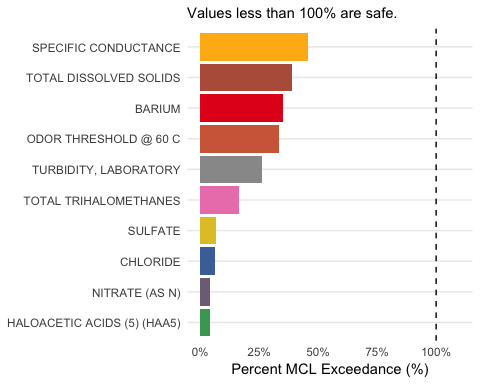 Values less than 100% are safe.
SPECIFIC CONDUCTANCE
TOTAL DISSOLVED SOLIDS
BARIUM
ODOR THRESHOLD @ 60 C
TURBIDITY, LABORATORY
TOTAL TRIHALOMETHANES
SULFATE
CHLORIDE
NITRATE (AS N)
HALOACETIC ACIDS (5) (HAA5)
0% 25% 50% 75% 100%
Percent MCL Exceedance (%)